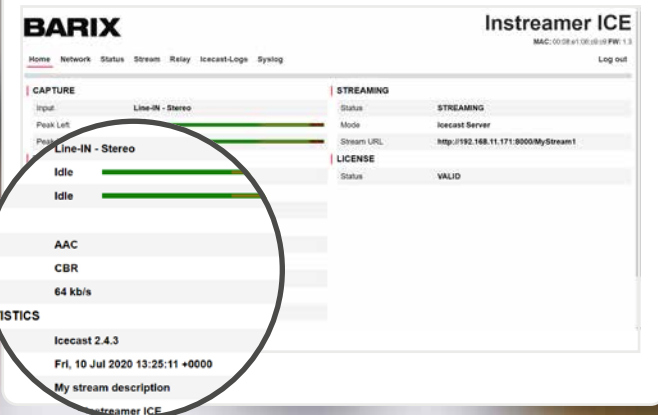 BARIX
Instreamer ICE
Home Network Status Stream Relay Icecast-Logs Syslog
Log out
CAPTURE
Input Line-IN - Stereo
Peak Left
STREAMING
Status STREAMING
Mode Icecast Server
Stream URL http://192.168.11.171:8000/MyStream1
LICENSE
Status VALID
Line-IN - Stereo
Idle
Idle
AAC
CBR
64 kb/s
ISTICS
Icecast 2.4.3
Fri, 10 Jul 2020 13:25:11 +0000
My stream description
ICE